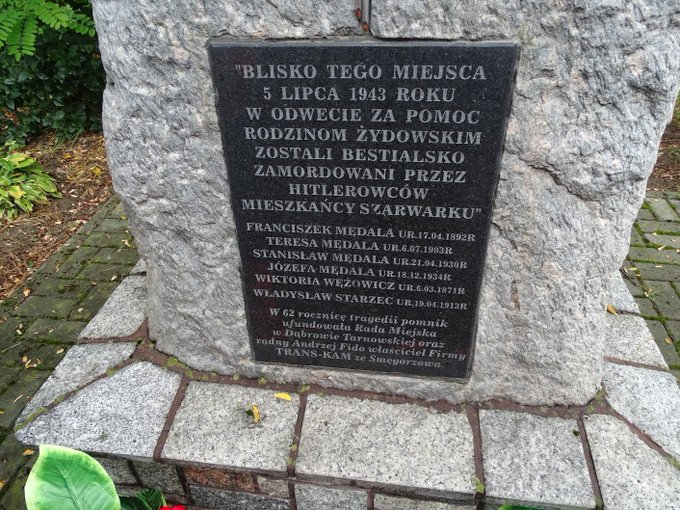 "BLISKO TEGO MIEJSCA
5 LIPCA 1943 ROKU
W ODWECIE ZA POMOC
RODZINOM ŻYDOWSKIM
ZOSTALI BESTIALSKO
ZAMORDOWANI PRZEZ
HITLEROWCÓW
MIESZKAŃCY SZARWARKU"
FRANCISZEK MĘDALA UR.17.04.1892R
TERESA MĘDALA UR.6.07.1903R
STANISŁAW MĘDALA UR.21.04.1930R
JÓZEFA MĘDALA UR.18.12.1934R
WIKTORIA WĘŻOWICZ UR.6.03.1871R
WŁADYSŁAW STARZEC UR.19.04.1913R
W 62 rocznicę tragedii pomnik
ufundowała Rada Miejska
w Dąbrowie Tarnowskiej oraz
radny Andrzej Fido właściciel Firmy
TRANS-KAM ze Smęgorzowa